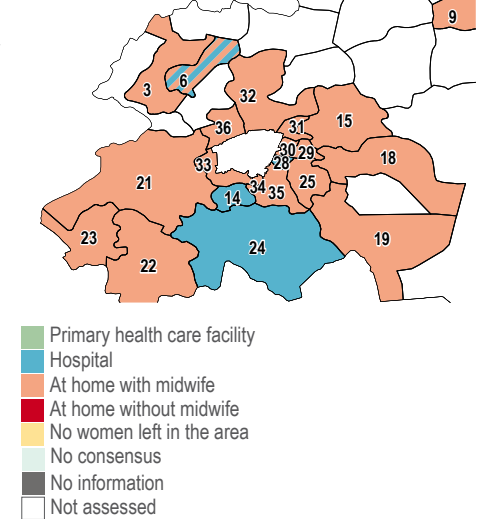 9
3
6
32
15
36
31
30
29
28
33
18
21
34
35
25
14
23
24
19
22
Primary health care facility
Hospital
At home with midwife
At home without midwife
No women left in the area
No consensus
No information
Not assessed